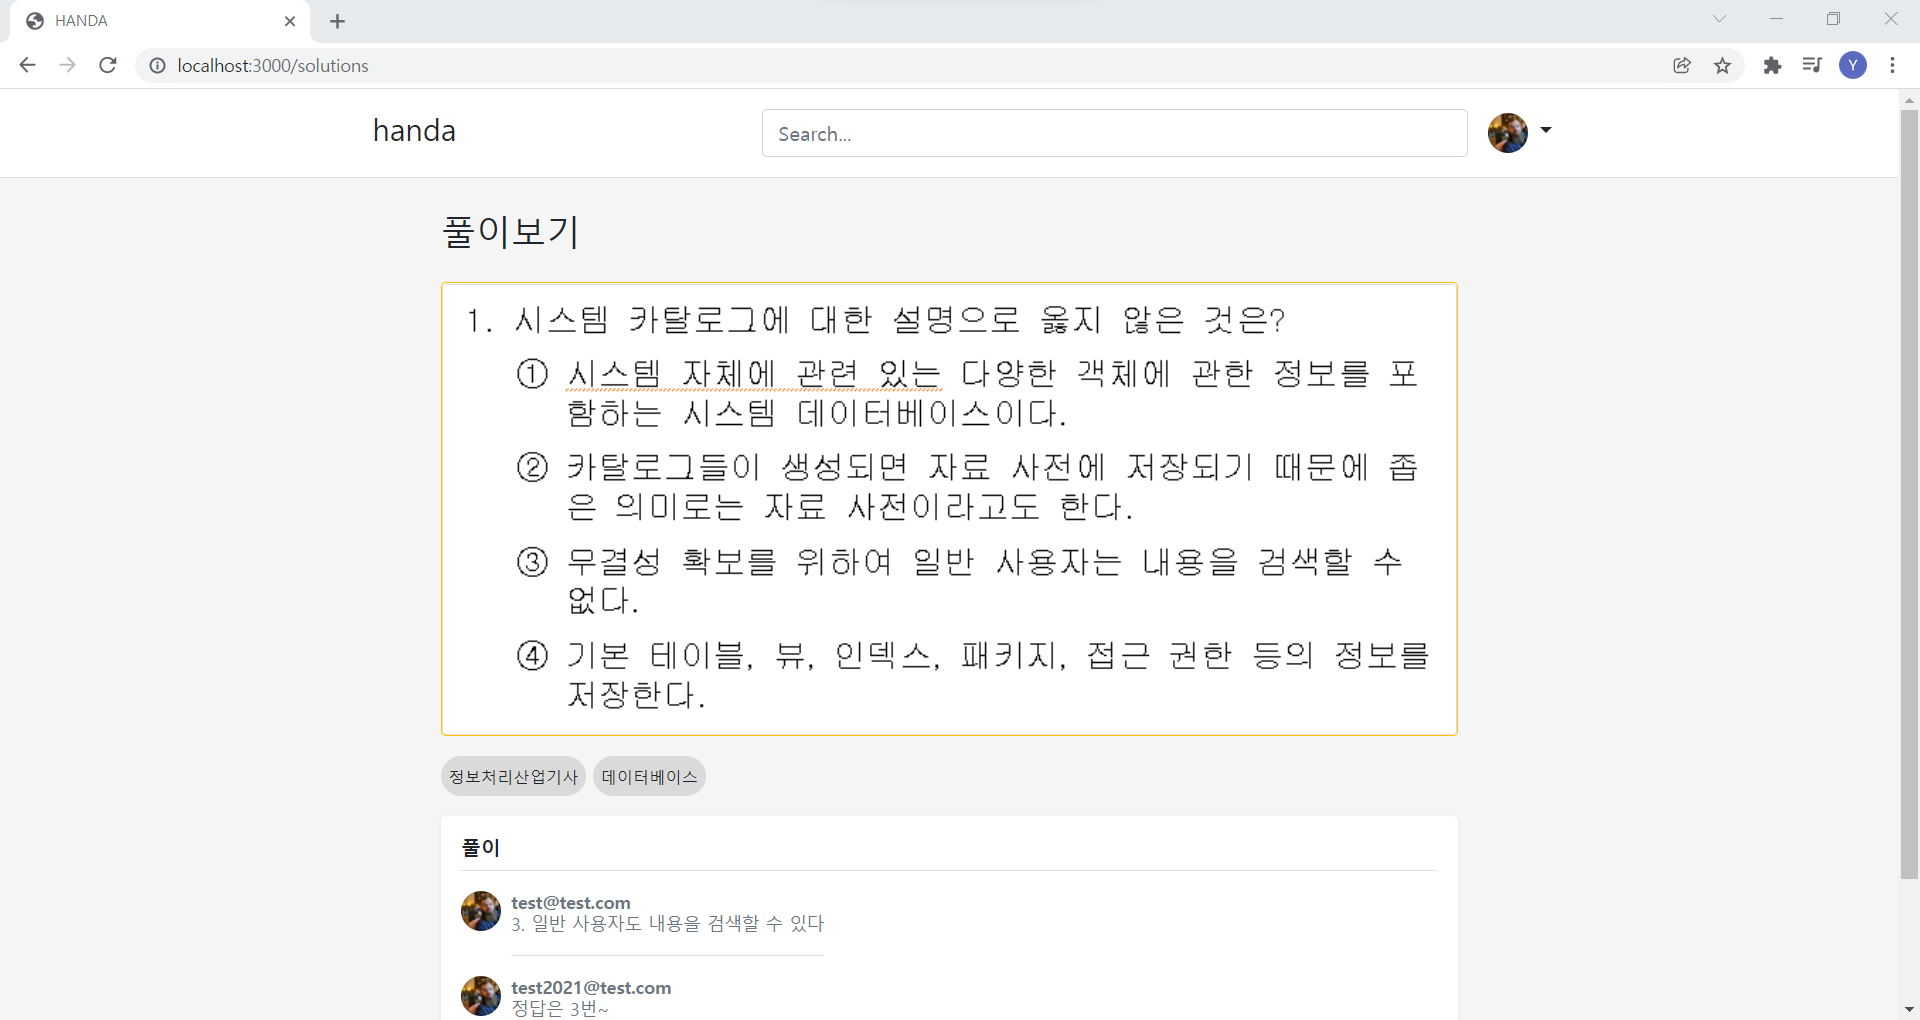 HANDA
localhost:3000/solutions
Y
handa
Search...
풀이보기
1. 시스템 카탈로그에 대한 설명으로 옳지 않은 것은?
① 시스템 자체에 관련 있는 다양한 객체에 관한 정보를 포
함하는 시스템 데이터베이스이다.
② 카탈로그들이 생성되면 자료 사전에 저장되기 때문에 좁
은 의미로는 자료 사전이라고도 한다.
③ 무결성 확보를 위하여 일반 사용자는 내용을 검색할 수
없다.
④ 기본 테이블, 뷰, 인덱스, 패키지, 접근 권한 등의 정보를
저장한다.
정보처리산업기사 데이터베이스
풀이
test@test.com
3. 일반 사용자도 내용을 검색할 수 있다
test2021@test.com
정답은 3번~